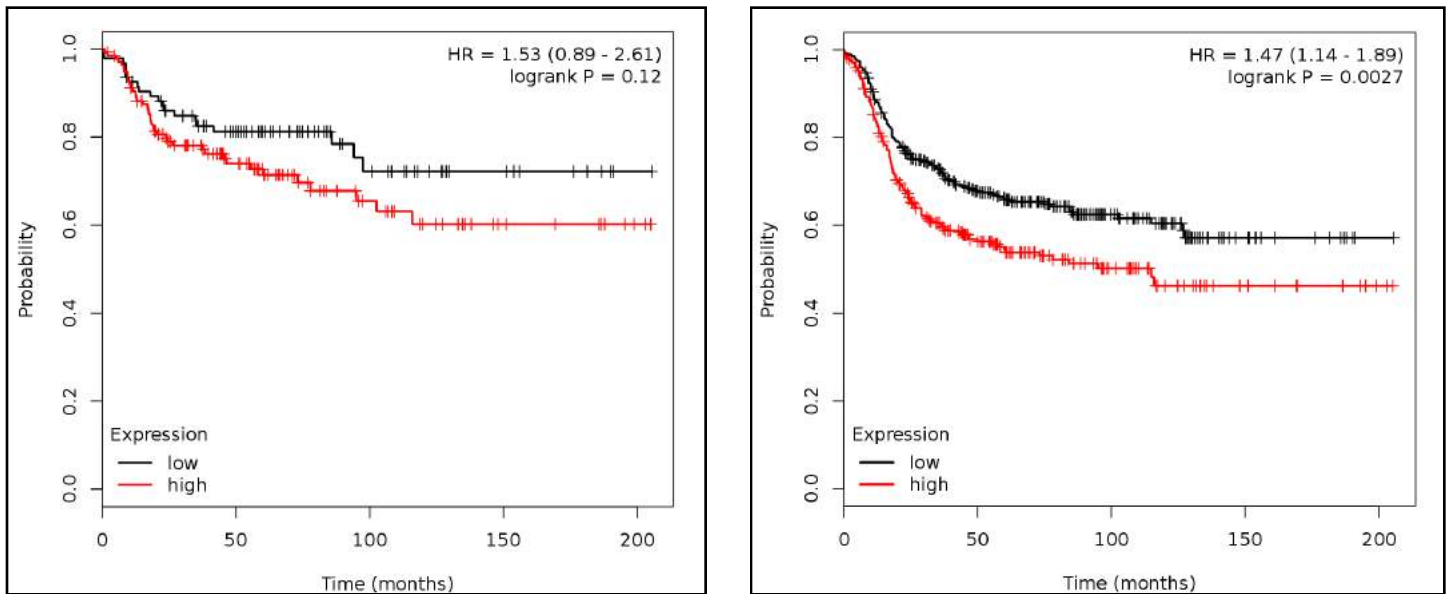 HR = 1.53 (0.89 - 2.61)
logrank P = 0.12
Probability
1.0
0.8
0.6
0.4
0.2
0.0
Expression
low
high
0 50 100 150 200
Time (months)
HR = 1.47 (1.14 - 1.89)
logrank P = 0.0027
Probability
1.0
0.8
0.6
0.4
0.2
0.0
Expression
low
high
0 50 100 150 200
Time (months)